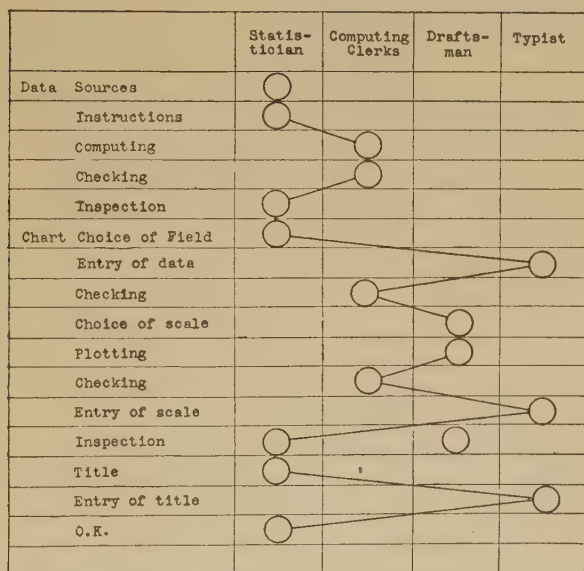 Statis-
tician
Computing
Clerks
Drafts-
man
Typist
Data Sources
Instructions
Computing
Checking
Inspection
Chart Choice of Field
Entry of data
Checking
Choice of scale
Plotting
Checking
Entry of scale
Inspection
Title
Entry of title
O.K.